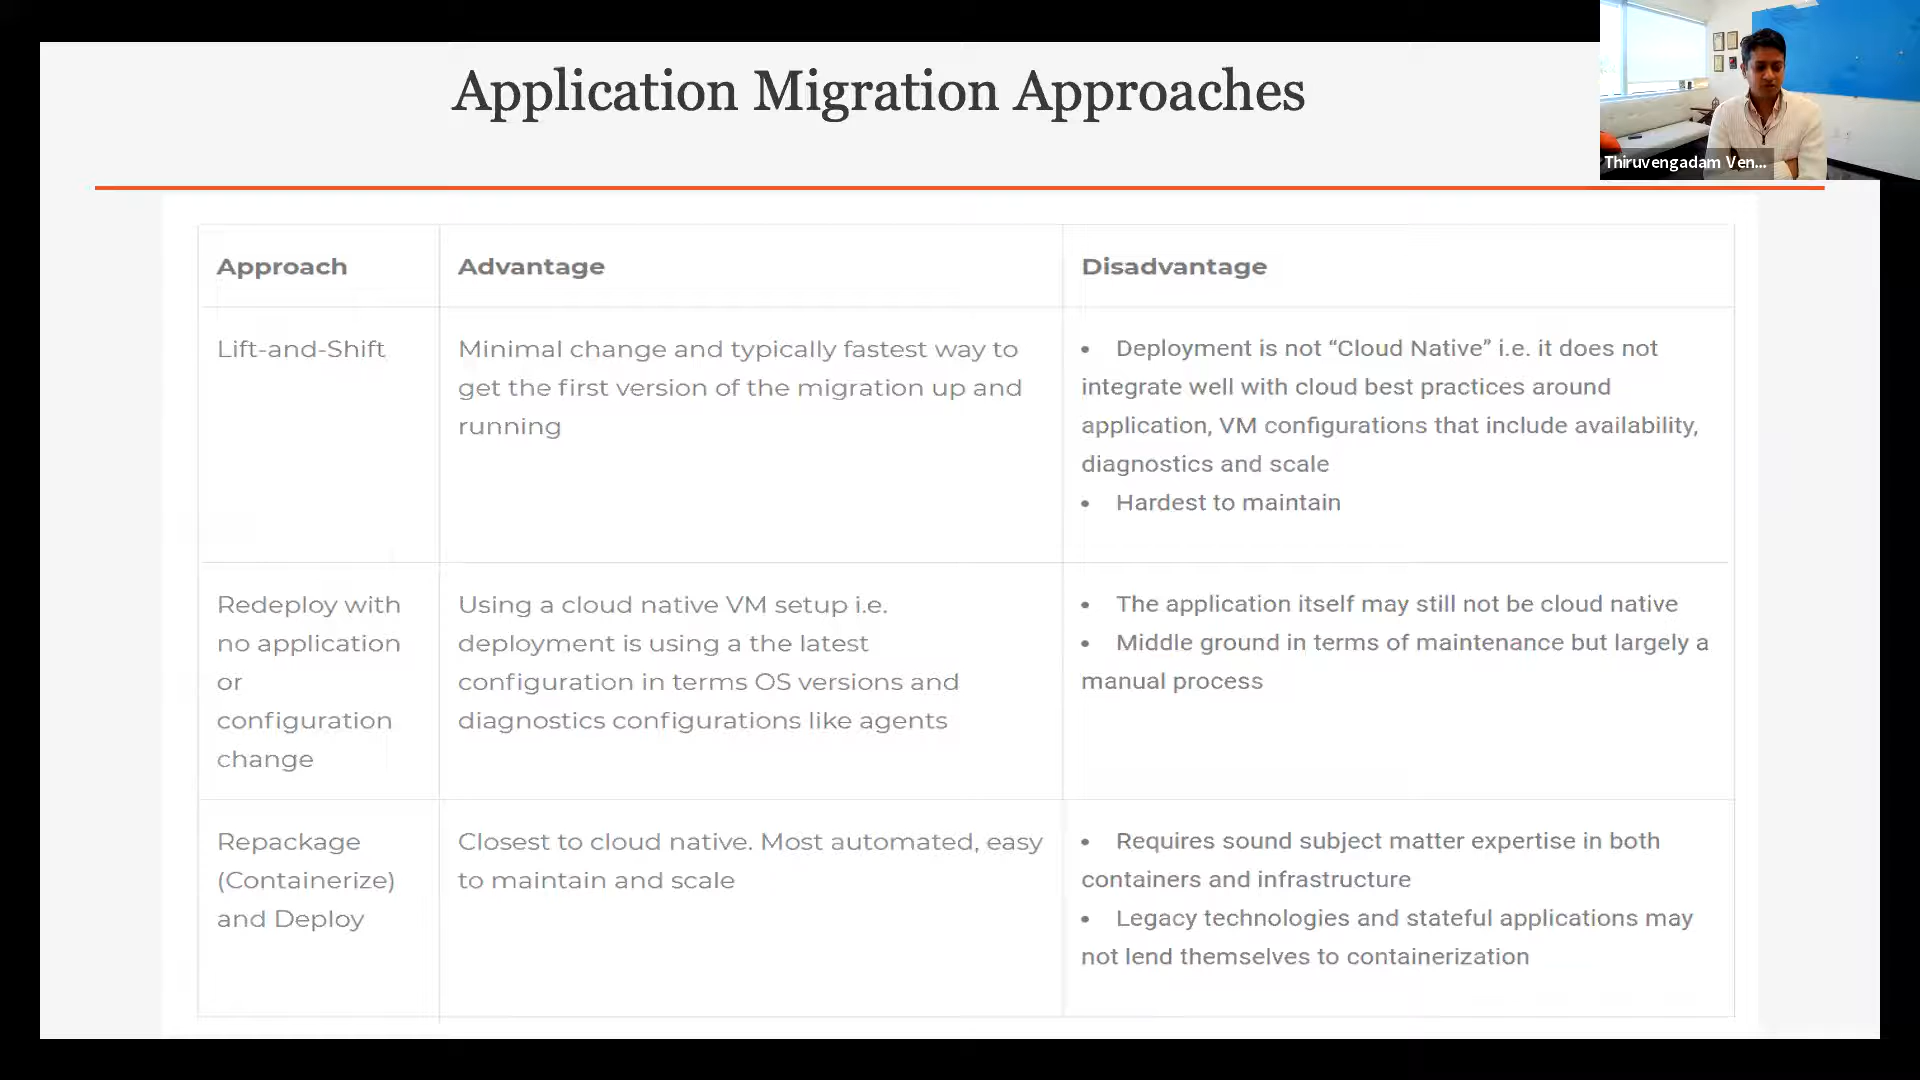 Application Migration Approaches
Thiruvengadam Ven...
Approach
Advantage
Disadvantage
Lift-and-Shift
Minimal change and typically fastest way to
get the first version of the migration up and
running
• Deployment is not “Cloud Native” i.e. it does not
integrate well with cloud best practices around
application, VM configurations that include availability,
diagnostics and scale
• Hardest to maintain
Redeploy with
no application
or
configuration
change
Using a cloud native VM setup i.e.
deployment is using a the latest
configuration in terms OS versions and
diagnostics configurations like agents
• The application itself may still not be cloud native
• Middle ground in terms of maintenance but largely a
manual process
Repackage
(Containerize)
and Deploy
Closest to cloud native. Most automated, easy
to maintain and scale
• Requires sound subject matter expertise in both
containers and infrastructure
• Legacy technologies and stateful applications may
not lend themselves to containerization